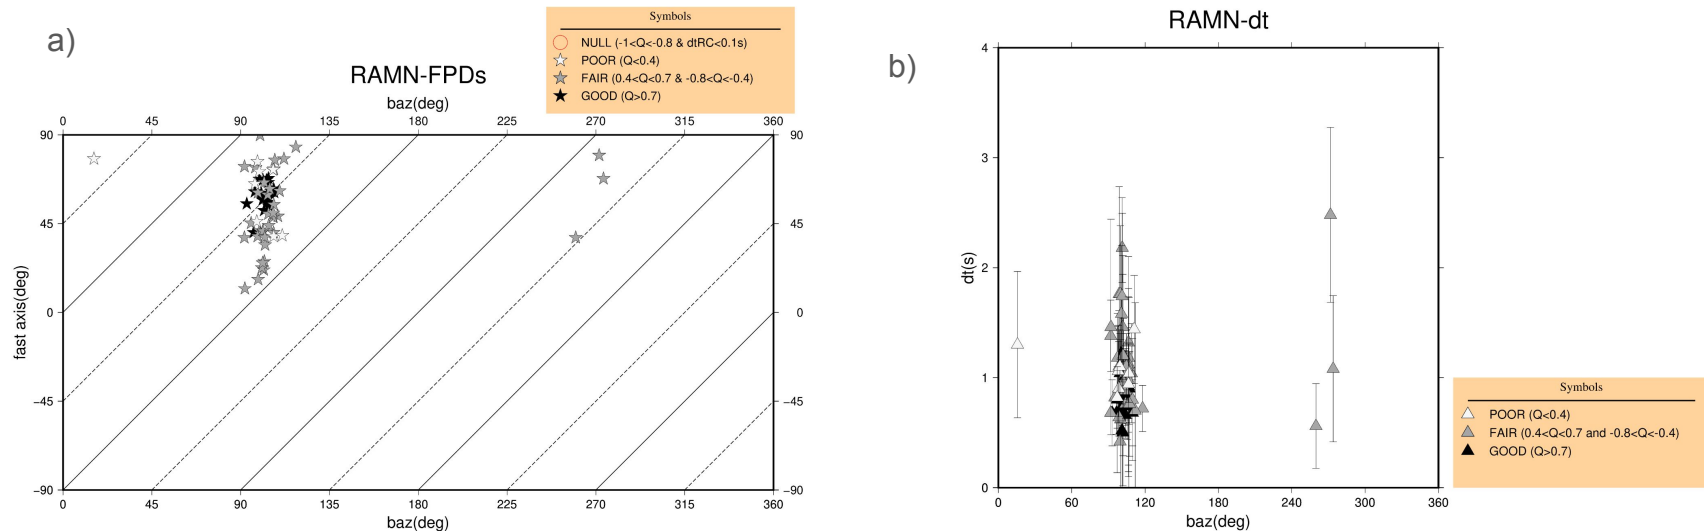 a)
RAMN-FPDs
baz(deg)
Symbols
NULL (-1<Q<-0.8 & dtRC<0.1s)
POOR (Q<0.4)
FAIR (0.4<Q<0.7 & -0.8<Q<-0.4)
GOOD (Q>0.7)
0 45 90 135 180 225 270 315 360
90 90
45 45
0 0
−45 −45
−90 −90
fast axis(deg)
0 45 90 135 180 225 270 315 360
baz(deg)
b)
RAMN-dt
4
3
2
1
0
dt(s)
0 60 120 180 240 300 360
baz(deg)
Symbols
POOR (Q<0.4)
FAIR (0.4<Q<0.7 and -0.8<Q<-0.4)
GOOD (Q>0.7)